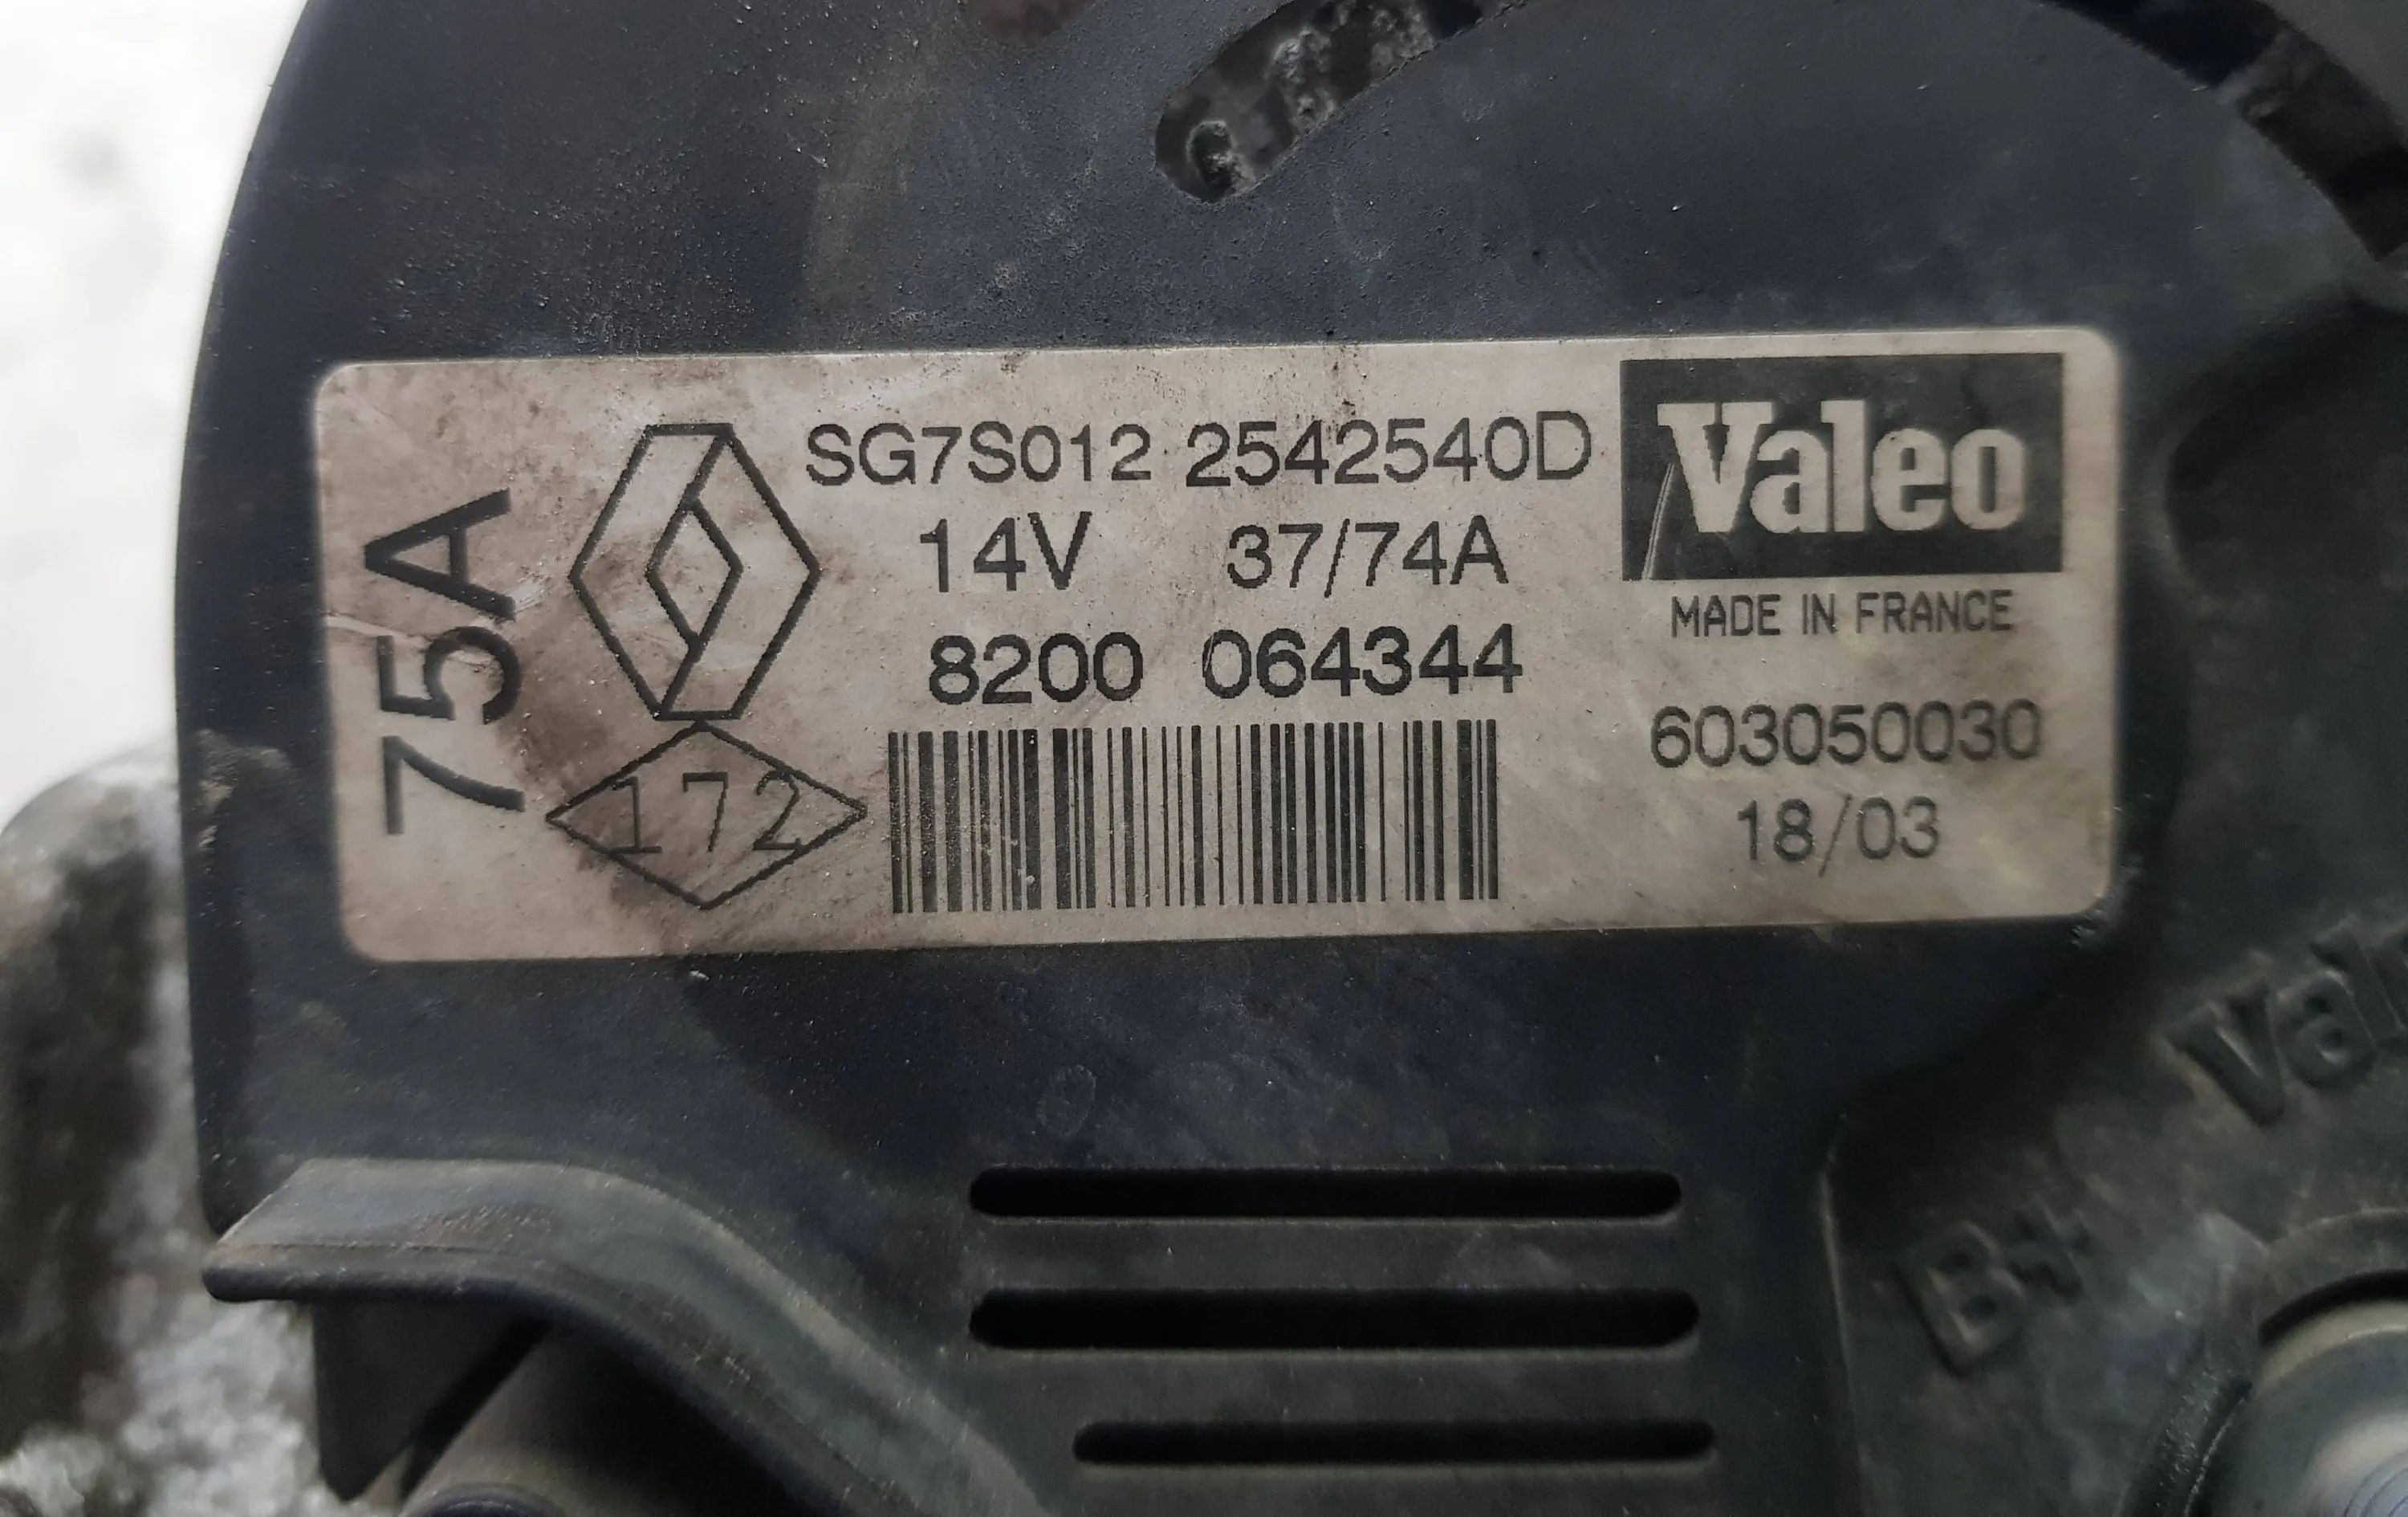 75A
SG7S012 2542540D
14V 37/74A
8200 064344
172
Valeo
MADE IN FRANCE
603050030
18/03
Val
B+